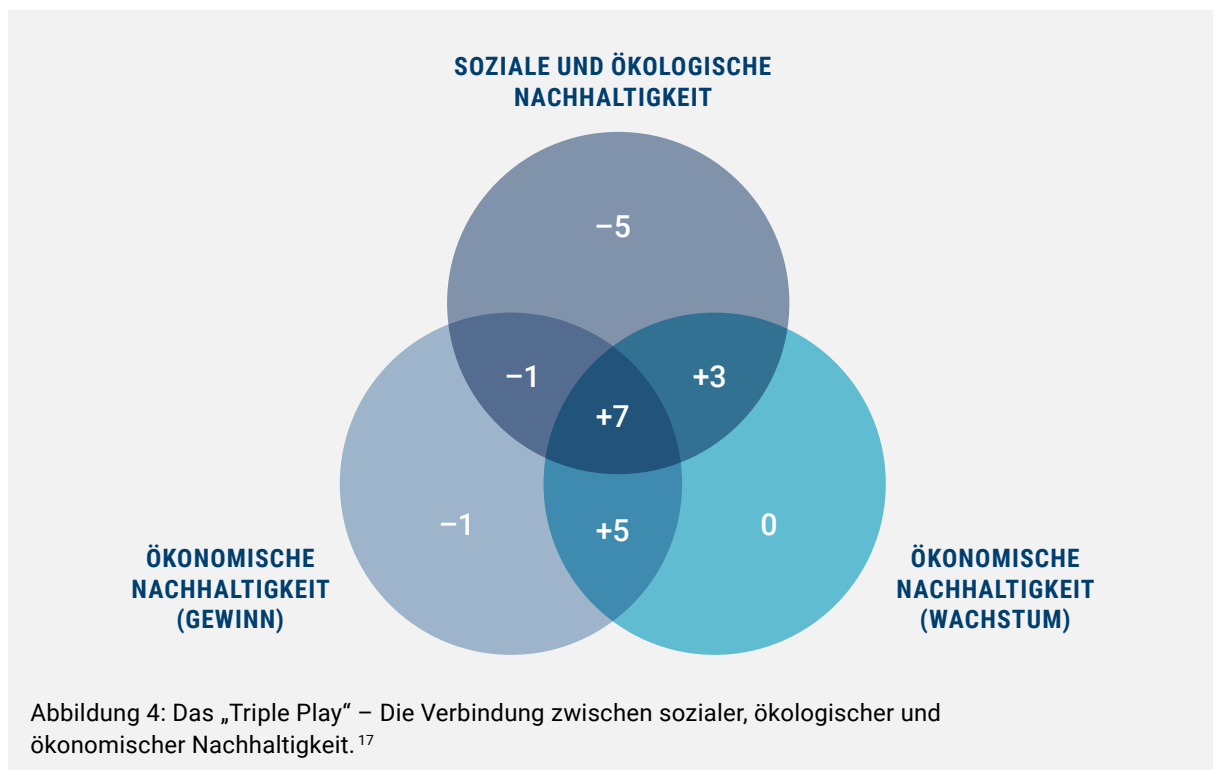 SOZIALE UND ÖKOLOGISCHE
NACHHALTIGKEIT
–5
–1
+3
+7
–1
+5
0
ÖKONOMISCHE
NACHHALTIGKEIT
(GEWINN)
ÖKONOMISCHE
NACHHALTIGKEIT
(WACHSTUM)
Abbildung 4: Das „Triple Play“ – Die Verbindung zwischen sozialer, ökologischer und
ökonomischer Nachhaltigkeit.¹⁷